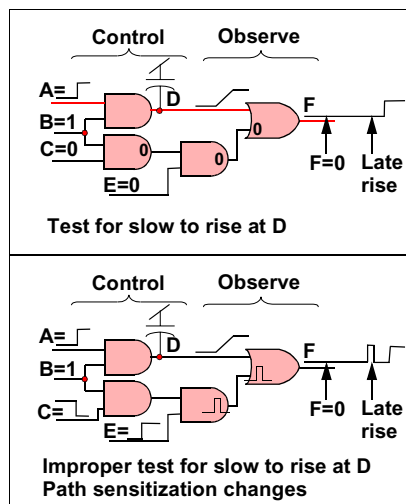 Control Observe
A=
D
F
B=1
C=0
0
0
0
E=0
F=0
Late
rise
Test for slow to rise at D
Control Observe
A=
D
F
B=1
C=
E=
F=0
Late
rise
Improper test for slow to rise at D
Path sensitization changes